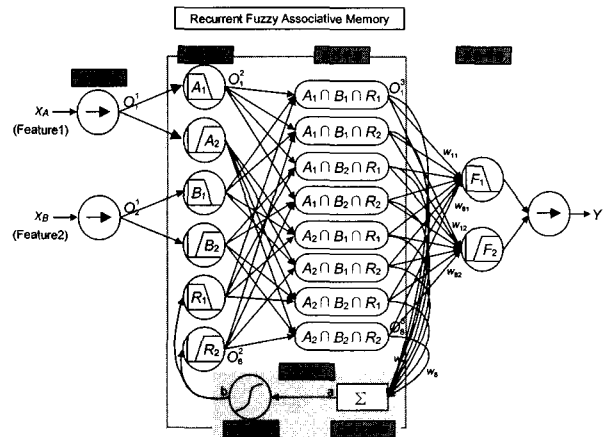 Recurrent Fuzzy Associative Memory
X_A
(Feature1)
O_1^1
X_B
(Feature2)
O_2^1
A_1
O_1^2
A_2
B_1
B_2
R_1
R_2
O_6^2
A_1 ∩ B_1 ∩ R_1
O_1^3
A_1 ∩ B_1 ∩ R_2
A_1 ∩ B_2 ∩ R_1
A_1 ∩ B_2 ∩ R_2
A_2 ∩ B_1 ∩ R_1
A_2 ∩ B_1 ∩ R_2
A_2 ∩ B_2 ∩ R_1
A_2 ∩ B_2 ∩ R_2
w_11
w_81
w_12
w_82
w_8
F_1
F_2
Y
b
a
Σ